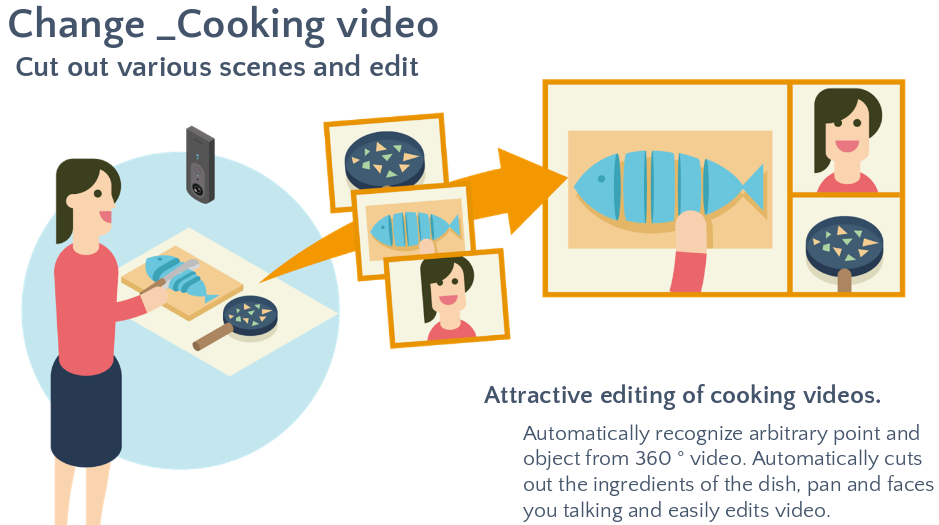 Change _Cooking video
Cut out various scenes and edit
Attractive editing of cooking videos.
Automatically recognize arbitrary point and
object from 360 ° video. Automatically cuts
out the ingredients of the dish, pan and faces
you talking and easily edits video.